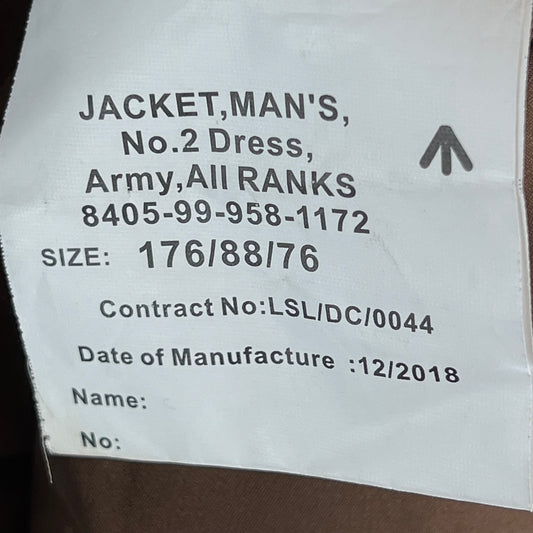 JACKET,MAN'S,
No.2 Dress,
Army,All RANKS
8405-99-958-1172
SIZE: 176/88/76
Contract No:LSL/DC/0044
Date of Manufacture :12/2018
Name:
No: